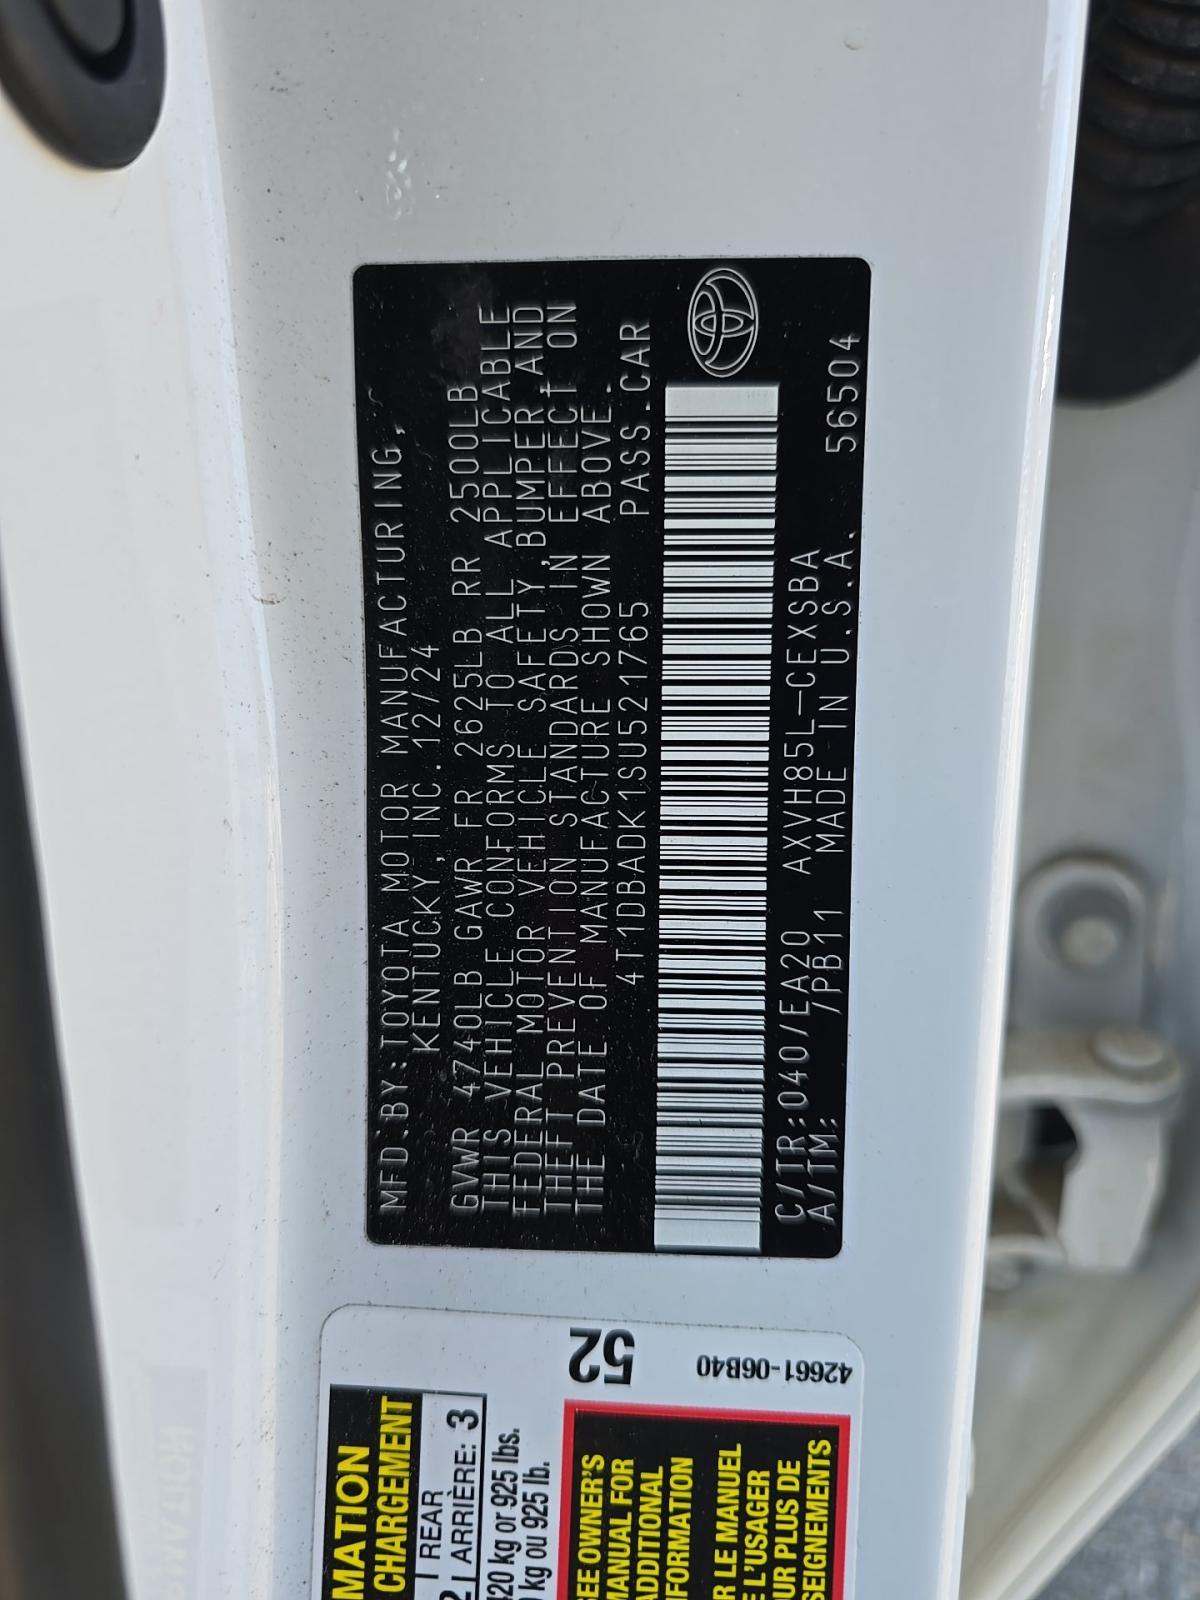 MFD.BY:TOYOTA MOTOR MANUFACTURING,
KENTUCKY,INC.12/24
GVWR 4740LB GAWR FR 2625LB RR 2500LB
THIS VEHICLE CONFORMS TO ALL APPLICABLE
FEDERAL MOTOR VEHICLE SAFETY,BUMPER,AND
THEFT PREVENTION STANDARDS IN EFFECT ON
THE DATE OF MANUFACTURE SHOWN ABOVE.
4T1DBADK1SU521765 PASS.CAR
C/TR:040/EA20 AXVH85L-CEXSBA
A/TM: /PB11 MADE IN U.S.A. 56504
52
42661-06B40
MATION
CHARGEMENT
2 REAR
ARRIÈRE: 3
420 kg or 925 lbs.
kg ou 925 lb.
SEE OWNER'S
MANUAL FOR
ADDITIONAL
INFORMATION
R LE MANUEL
E L'USAGER
UR PLUS DE
SEIGNEMENTS